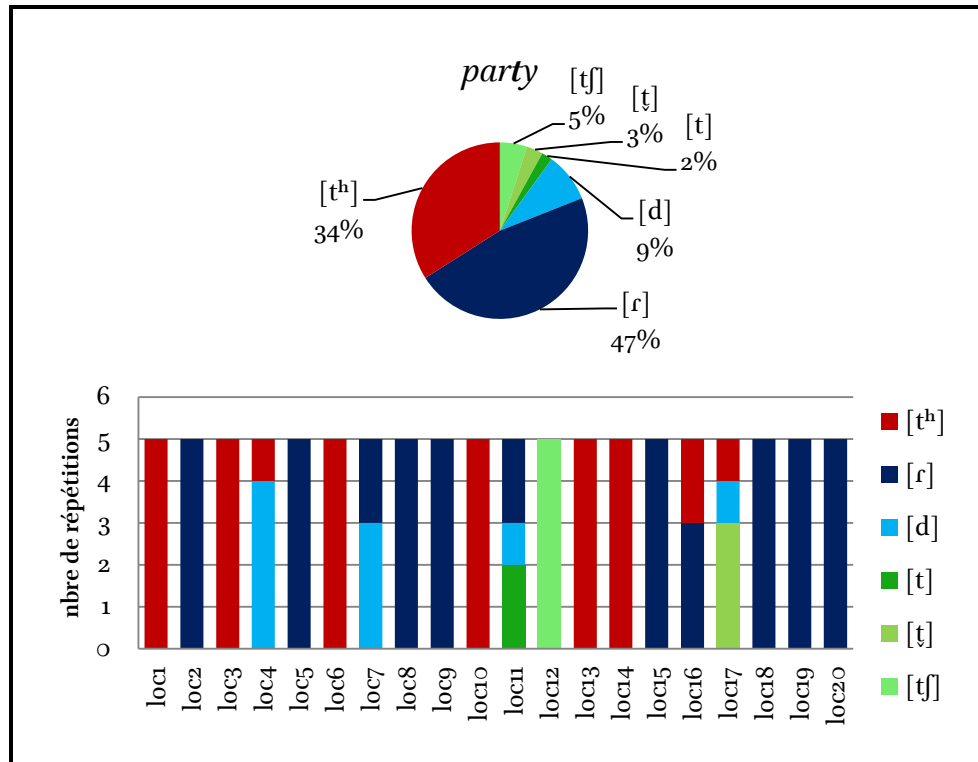 party
[tʃ]
5%
[t̬]
3%
[t]
2%
[tʰ]
34%
[d]
9%
[ɾ]
47%
nbre de répétitions
6
5
4
3
2
1
0
loc1
loc2
loc3
loc4
loc5
loc6
loc7
loc8
loc9
loc10
loc11
loc12
loc13
loc14
loc15
loc16
loc17
loc18
loc19
loc20
[tʰ]
[ɾ]
[d]
[t]
[t̬]
[tʃ]